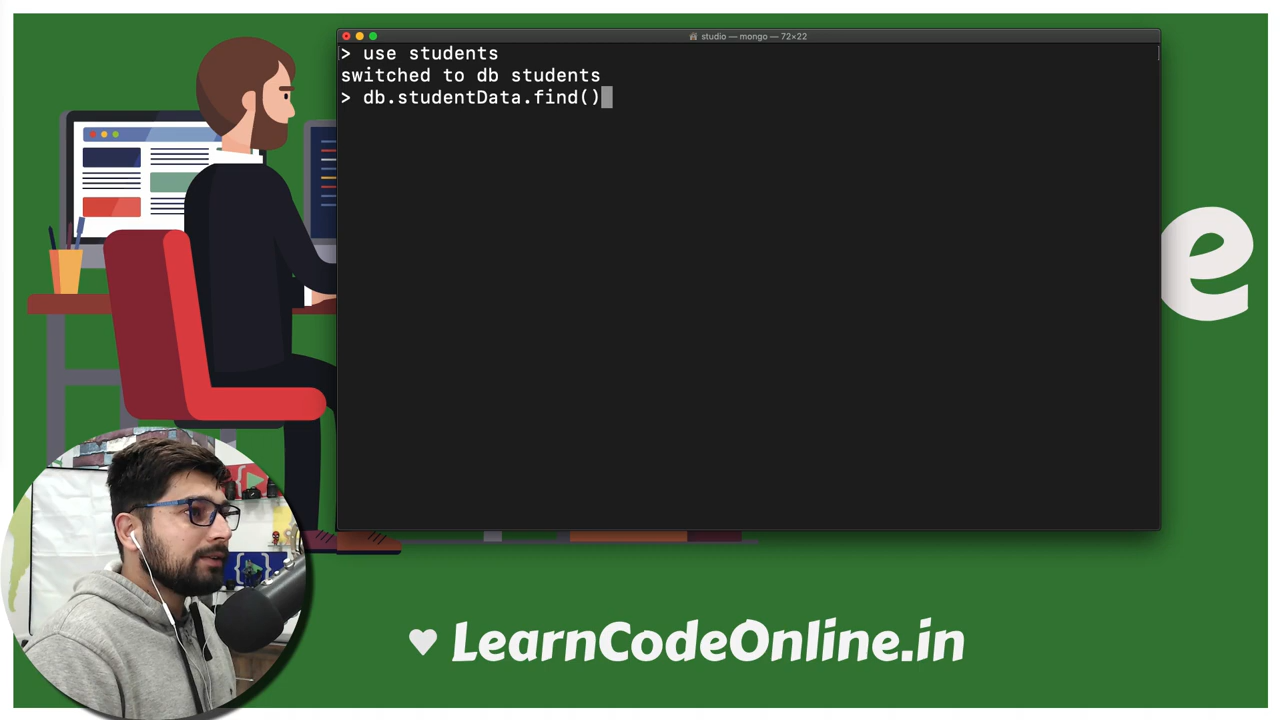 studio — mongo — 72×22
> use students
switched to db students
> db.studentData.find()
e
LearnCodeOnline.in